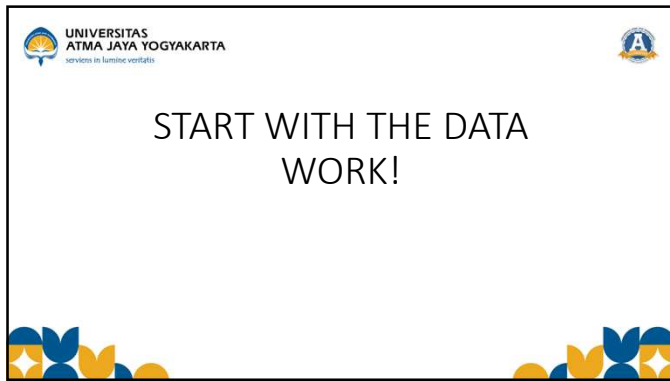 UNIVERSITAS
ATMA JAYA YOGYAKARTA
serviens in lumine veritatis
START WITH THE DATA
WORK!